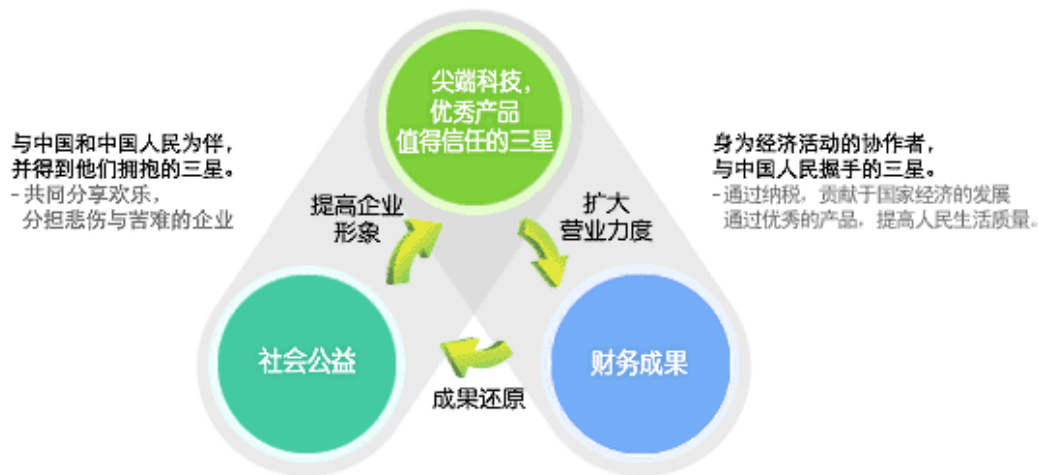 尖端科技，
优秀产品
值得信任的三星
与中国和中国人民为伴，
并得到他们拥抱的三星。
-共同分享欢乐，
分担悲伤与苦难的企业
身为经济活动的协作者，
与中国人民握手的三星。
-通过纳税，贡献于国家经济的发展
通过优秀的产品，提高人民生活质量。
提高企业
形象
扩大
营业力度
社会公益
财务成果
成果还原